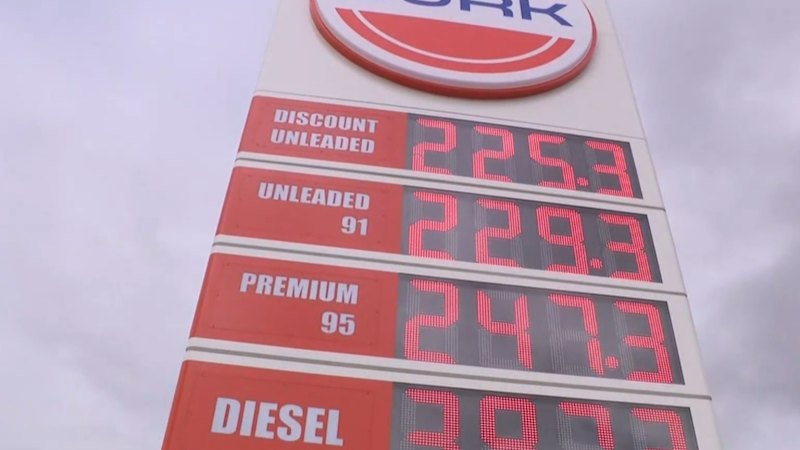 DISCOUNT
UNLEADED
225.3
UNLEADED
91
229.3
PREMIUM
95
247.3
DIESEL